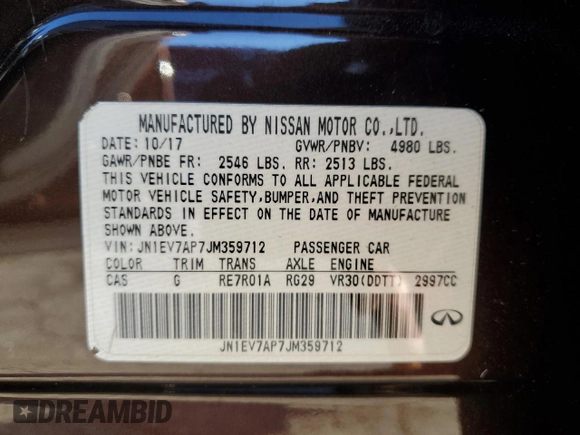 MANUFACTURED BY NISSAN MOTOR CO.,LTD.
DATE: 10/17 GVWR/PNBV: 4980 LBS.
GAWR/PNBE FR: 2546 LBS. RR: 2513 LBS.
THIS VEHICLE CONFORMS TO ALL APPLICABLE FEDERAL
MOTOR VEHICLE SAFETY,BUMPER,AND THEFT PREVENTION
STANDARDS IN EFFECT ON THE DATE OF MANUFACTURE
SHOWN ABOVE.
VIN: JN1EV7AP7JM359712 PASSENGER CAR
COLOR TRIM TRANS AXLE ENGINE
CAS G RE7R01A RG29 VR30(DDTT) 2997CC
JN1EV7AP7JM359712
DREAMBID